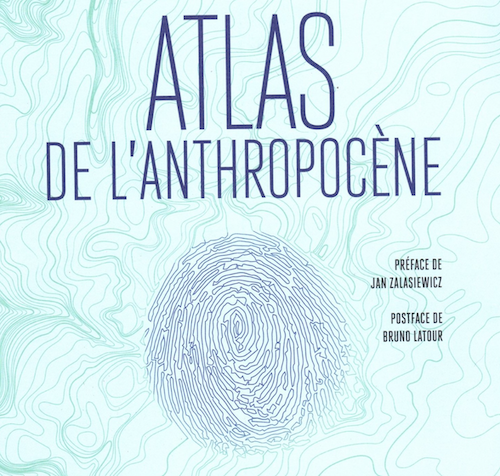 ATLAS
DE L'ANTHROPOCÈNE
PRÉFACE DE
JAN ZALASIEWICZ
POSTFACE DE
BRUNO LATOUR